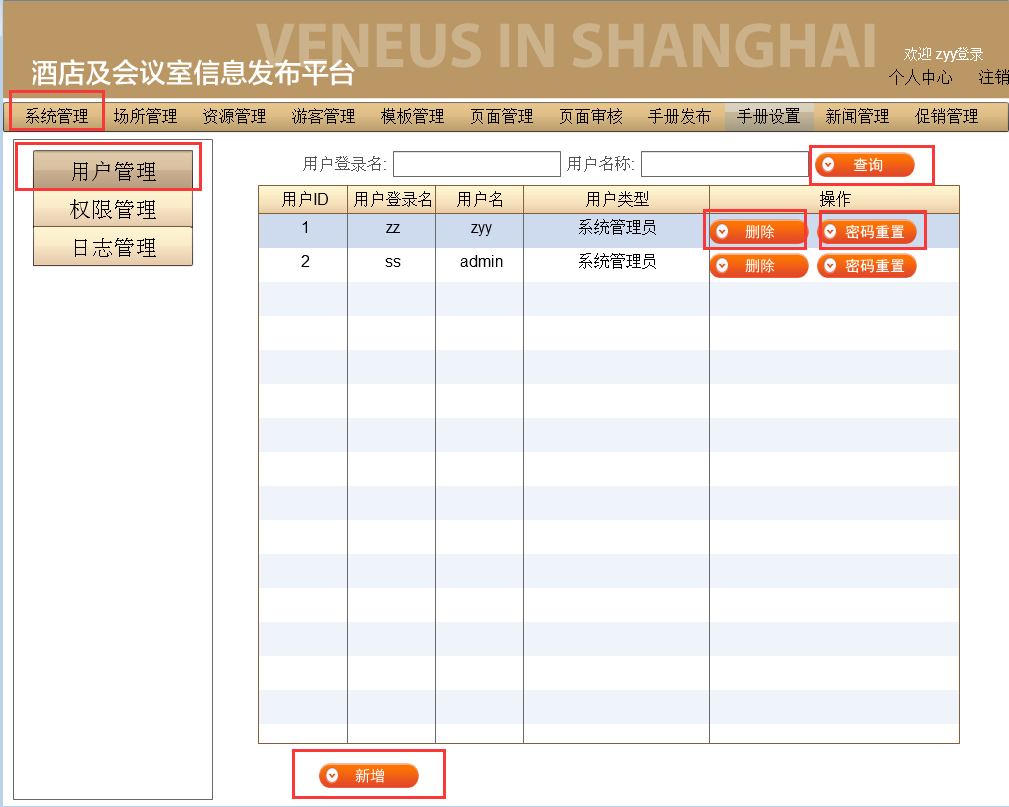 VENEUS IN SHANGHAI
酒店及会议室信息发布平台
欢迎 zyy登录
个人中心 注销
系统管理 场所管理 资源管理 游客管理 模板管理 页面管理 页面审核 手册发布 手册设置 新闻管理 促销管理
用户管理
权限管理
日志管理
用户登录名: 用户名称: 查询
用户ID 用户登录名 用户名 用户类型 操作
1 zz zyy 系统管理员 删除 密码重置
2 ss admin 系统管理员 删除 密码重置
新增